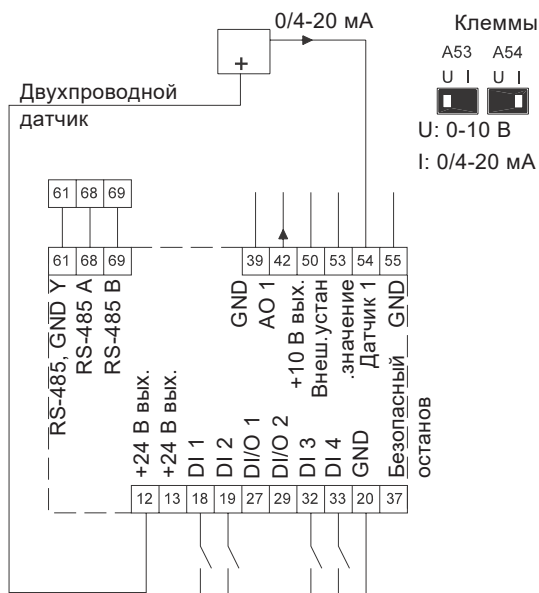 0/4-20 мА
Клеммы
A53 A54
U I U I
U: 0-10 В
I: 0/4-20 мА
+
Двухпроводной
датчик
61 68 69
61 68 69
39 42 50 53 54 55
RS-485, GND Y
RS-485 A
RS-485 B
GND
AO 1
+10 В вых.
Внеш.устан
.значение
Датчик 1
GND
+24 В вых.
+24 В вых.
DI 1
DI 2
DI/O 1
DI/O 2
DI 3
DI 4
GND
Безопасный
останов
12 13 18 19 27 29 32 33 20 37